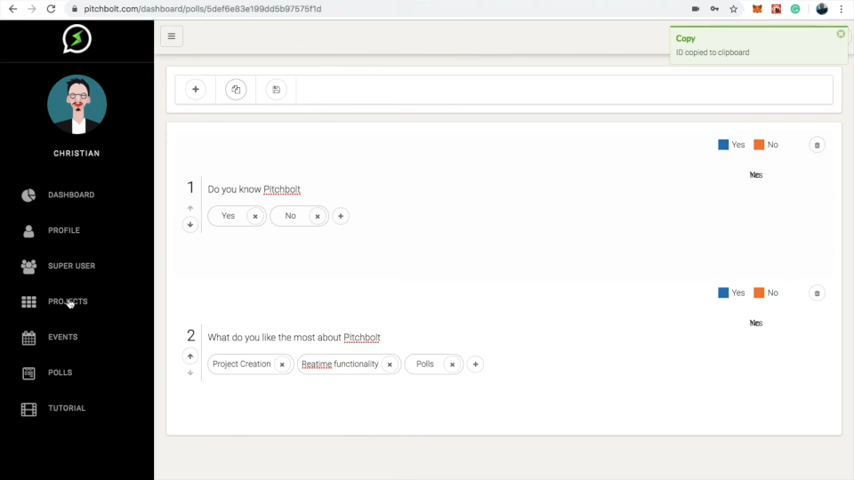 pitchbolt.com/dashboard/polls/5def6e83e199dd5b97575f1d
Copy
ID copied to clipboard
CHRISTIAN
DASHBOARD
PROFILE
SUPER USER
PROJECTS
EVENTS
POLLS
TUTORIAL
Yes No
1 Do you know Pitchbolt
Yes No
Yes No
2 What do you like the most about Pitchbolt
Project Creation Reatime functionality Polls